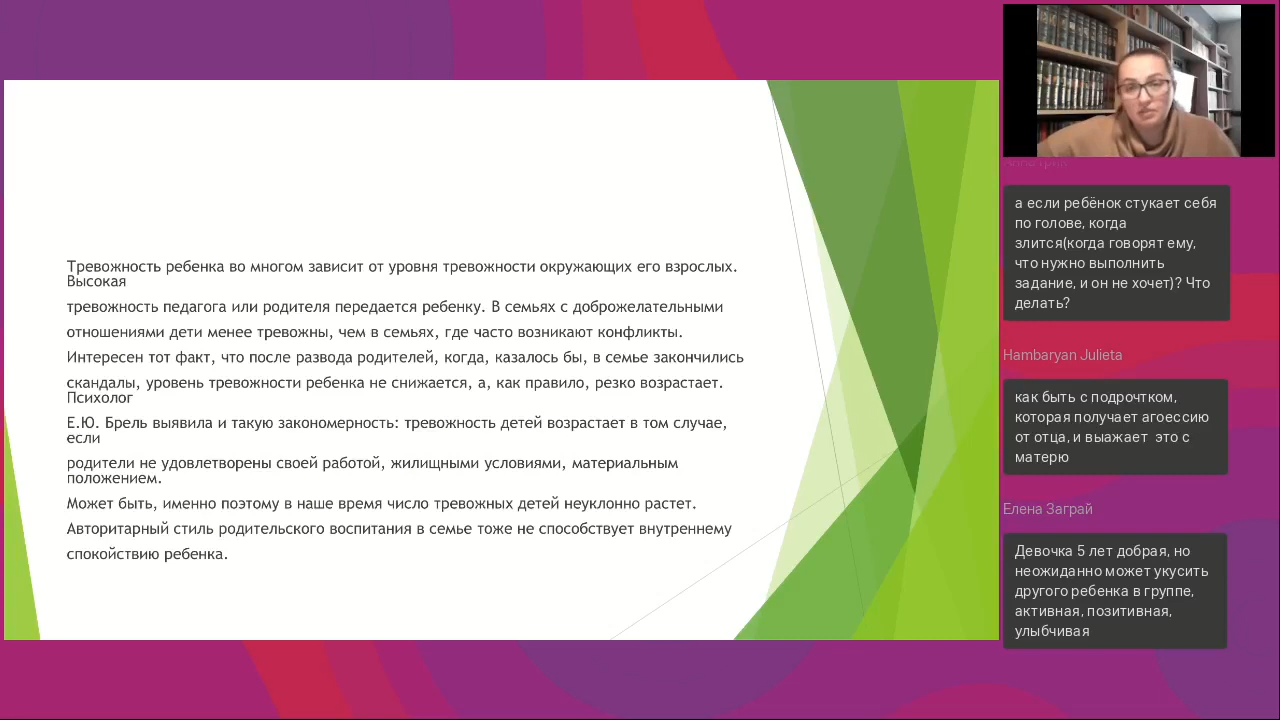 Тревожность ребенка во многом зависит от уровня тревожности окружающих его взрослых.
Высокая
тревожность педагога или родителя передается ребенку. В семьях с доброжелательными
отношениями дети менее тревожны, чем в семьях, где часто возникают конфликты.
Интересен тот факт, что после развода родителей, когда, казалось бы, в семье закончились
скандалы, уровень тревожности ребенка не снижается, а, как правило, резко возрастает.
Психолог
Е.Ю. Брель выявила и такую закономерность: тревожность детей возрастает в том случае,
если
родители не удовлетворены своей работой, жилищными условиями, материальным
положением.
Может быть, именно поэтому в наше время число тревожных детей неуклонно растет.
Авторитарный стиль родительского воспитания в семье тоже не способствует внутреннему
спокойствию ребенка.
а если ребёнок стукает себя
по голове, когда
злится(когда говорят ему,
что нужно выполнить
задание, и он не хочет)? Что
делать?
Hambaryan Julieta
как быть с подрочтком,
которая получает агоессию
от отца, и выажает это с
матерю
Елена Заграй
Девочка 5 лет добрая, но
неожиданно может укусить
другого ребенка в группе,
активная, позитивная,
улыбчивая